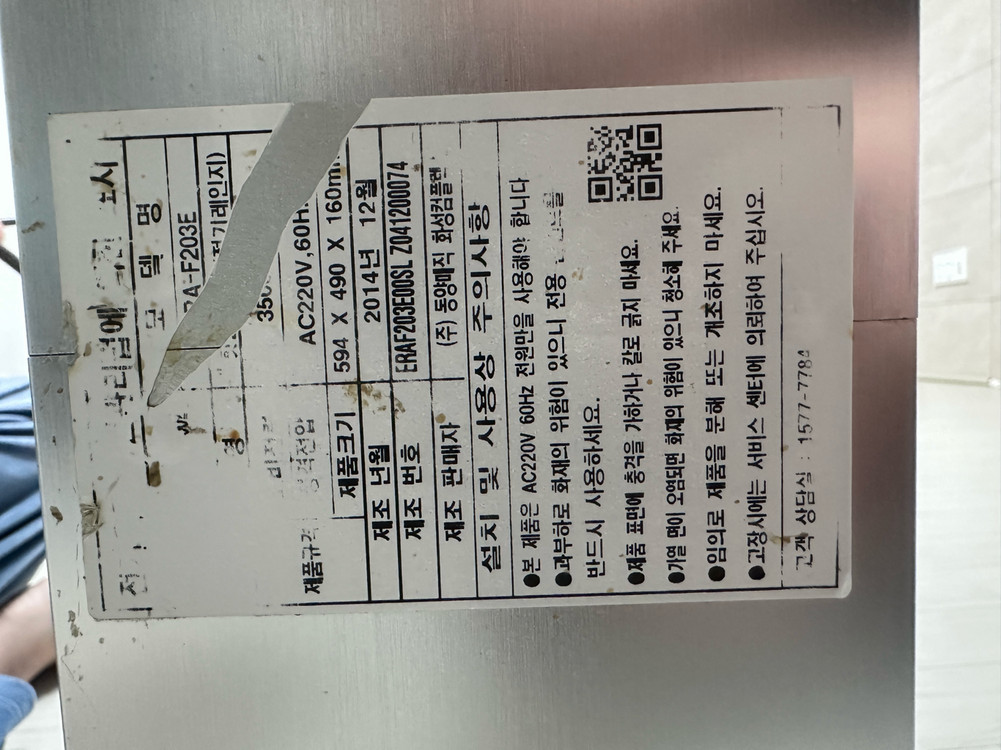 모 델 명
A-F203E
전기레인지)
350
정격전압 AC220V,60H
제품규격 제품크기 594 X 490 X 160m
제조 년월 2014년 12월
제조 번호 ERAF203E00SL Z041200074
제조 판매자 (주) 동양매직 화성컴플렉
설치 및 사용상 주의사항
●본 제품은 AC220V 60Hz 전원만을 사용해야 합니다
●과부하로 화재의 위험이 있으니 전용
반드시 사용하세요.
●제품 표면에 충격을 가하거나 칼로 긁지 마세요.
●가열 면이 오염되면 화재의 위험이 있으니 청소해 주세요.
●임의로 제품을 분해 또는 개조하지 마세요.
●고장시에는 서비스 센터에 의뢰하여 주십시오.
고객 상담실 : 1577-7784